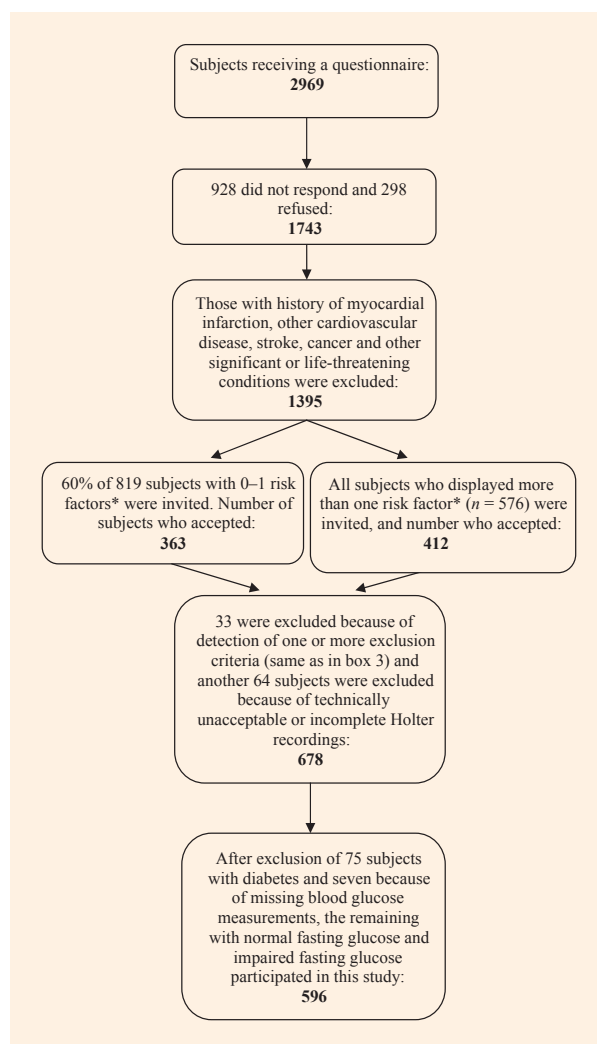 Subjects receiving a questionnaire:
2969
928 did not respond and 298
refused:
1743
Those with history of myocardial
infarction, other cardiovascular
disease, stroke, cancer and other
significant or life-threatening
conditions were excluded:
1395
60% of 819 subjects with 0–1 risk
factors* were invited. Number of
subjects who accepted:
363
All subjects who displayed more
than one risk factor* (n = 576) were
invited, and number who accepted:
412
33 were excluded because of
detection of one or more exclusion
criteria (same as in box 3) and
another 64 subjects were excluded
because of technically
unacceptable or incomplete Holter
recordings:
678
After exclusion of 75 subjects
with diabetes and seven because
of missing blood glucose
measurements, the remaining
with normal fasting glucose and
impaired fasting glucose
participated in this study:
596